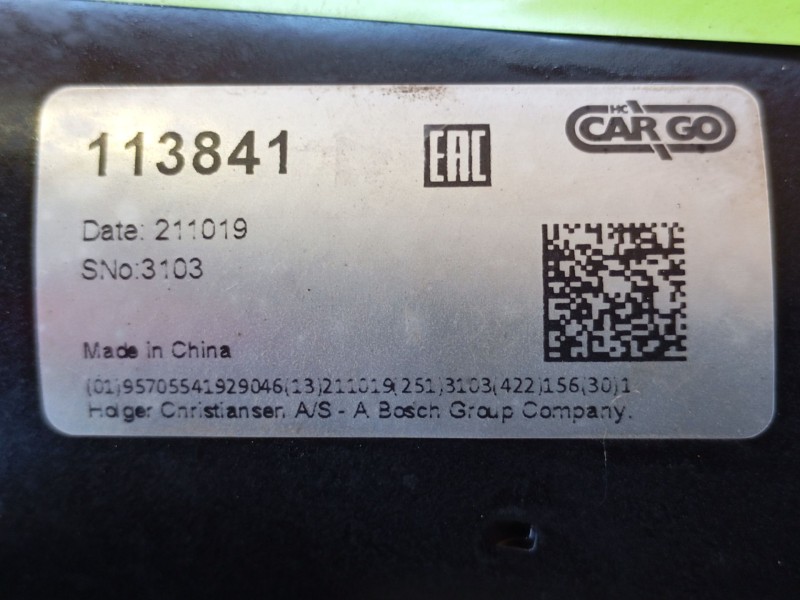 113841
EAC
HC
CARGO
Date: 211019
SNo:3103
Made in China
(01)95705541929046(13)211019(251)3103(422)156(30)1
Holger Christiansen A/S - A Bosch Group Company.